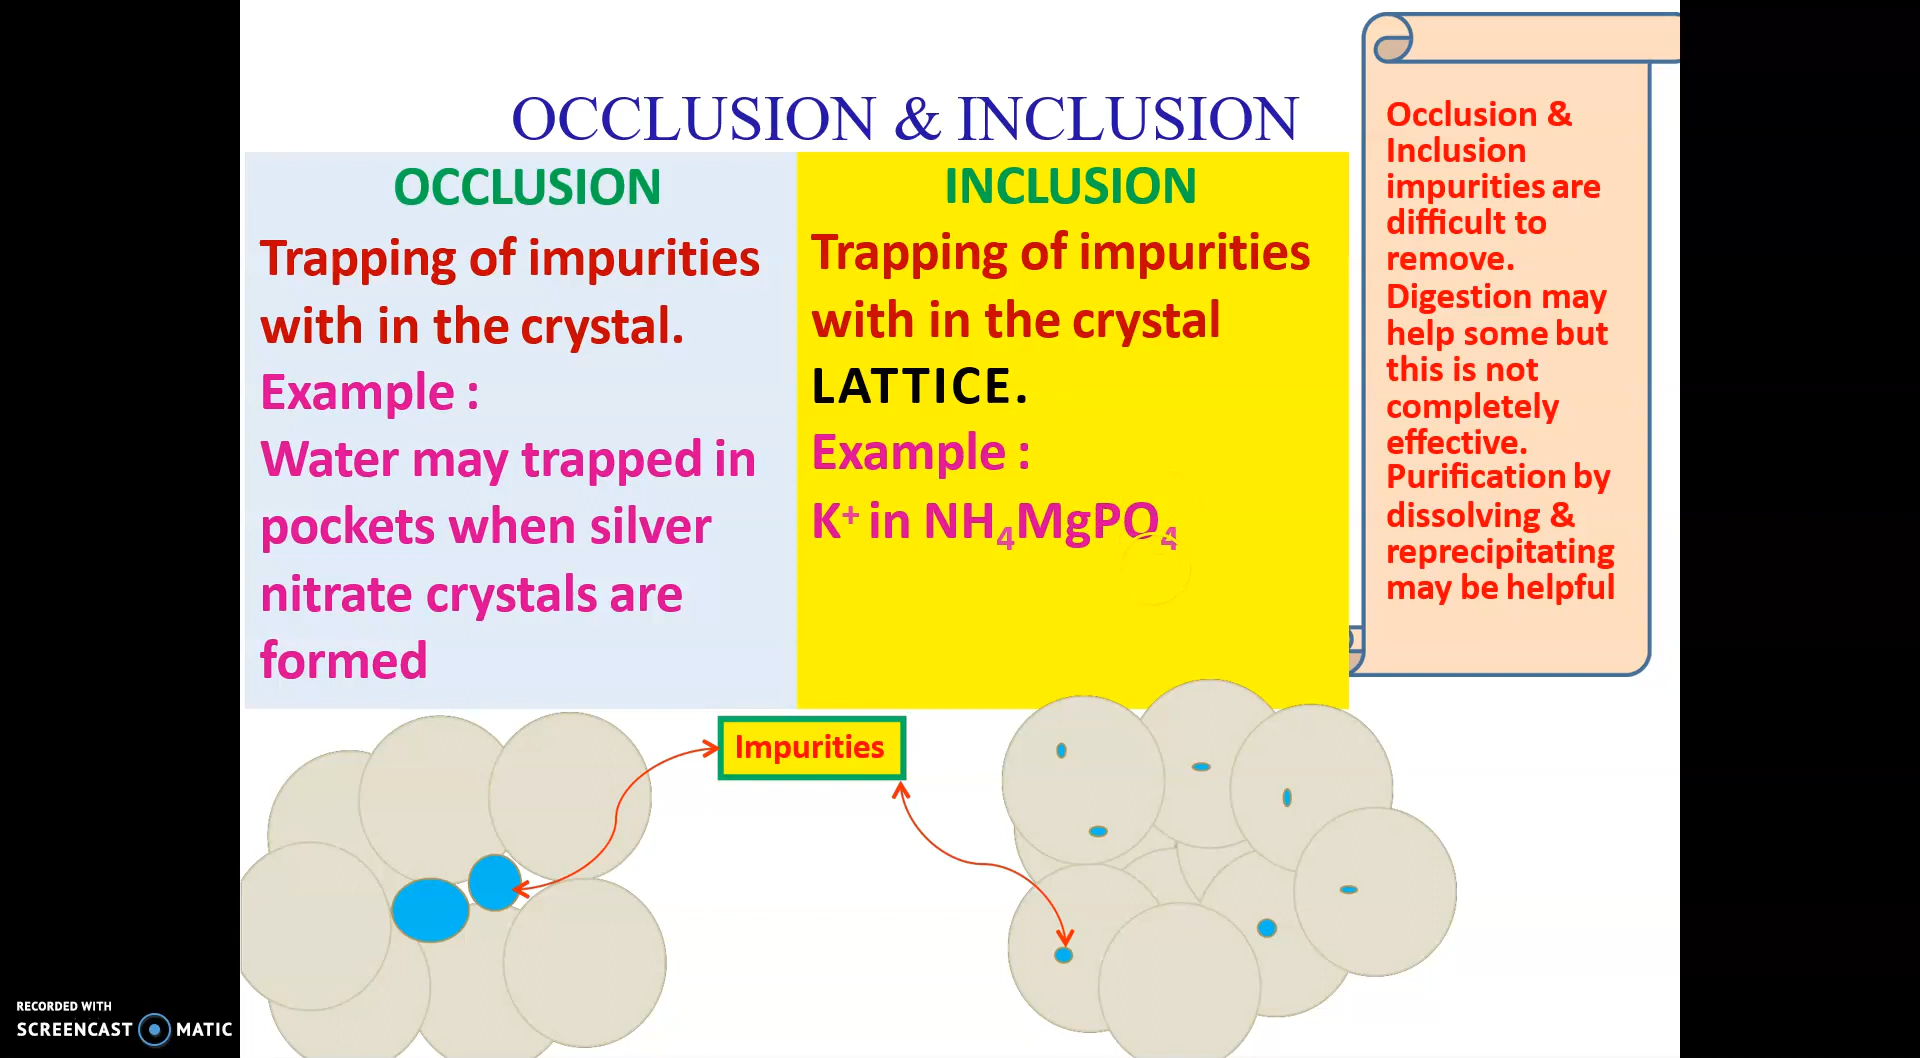 OCCLUSION & INCLUSION
OCCLUSION
Trapping of impurities
with in the crystal.
Example :
Water may trapped in
pockets when silver
nitrate crystals are
formed
INCLUSION
Trapping of impurities
with in the crystal
LATTICE.
Example :
K⁺ in NH₄MgPO₄
Occlusion &
Inclusion
impurities are
difficult to
remove.
Digestion may
help some but
this is not
completely
effective.
Purification by
dissolving &
reprecipitating
may be helpful
Impurities
RECORDED WITH
SCREENCAST MATIC